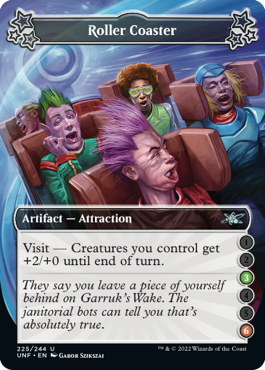 Roller Coaster
Artifact — Attraction
Visit — Creatures you control get
+2/+0 until end of turn.
They say you leave a piece of yourself
behind on Garruk's Wake. The
janitorial bots can tell you that's
absolutely true.
1
2
3
4
5
6
225/244 U
UNF • EN Gabor Szikszai
™ & © 2022 Wizards of the Coast